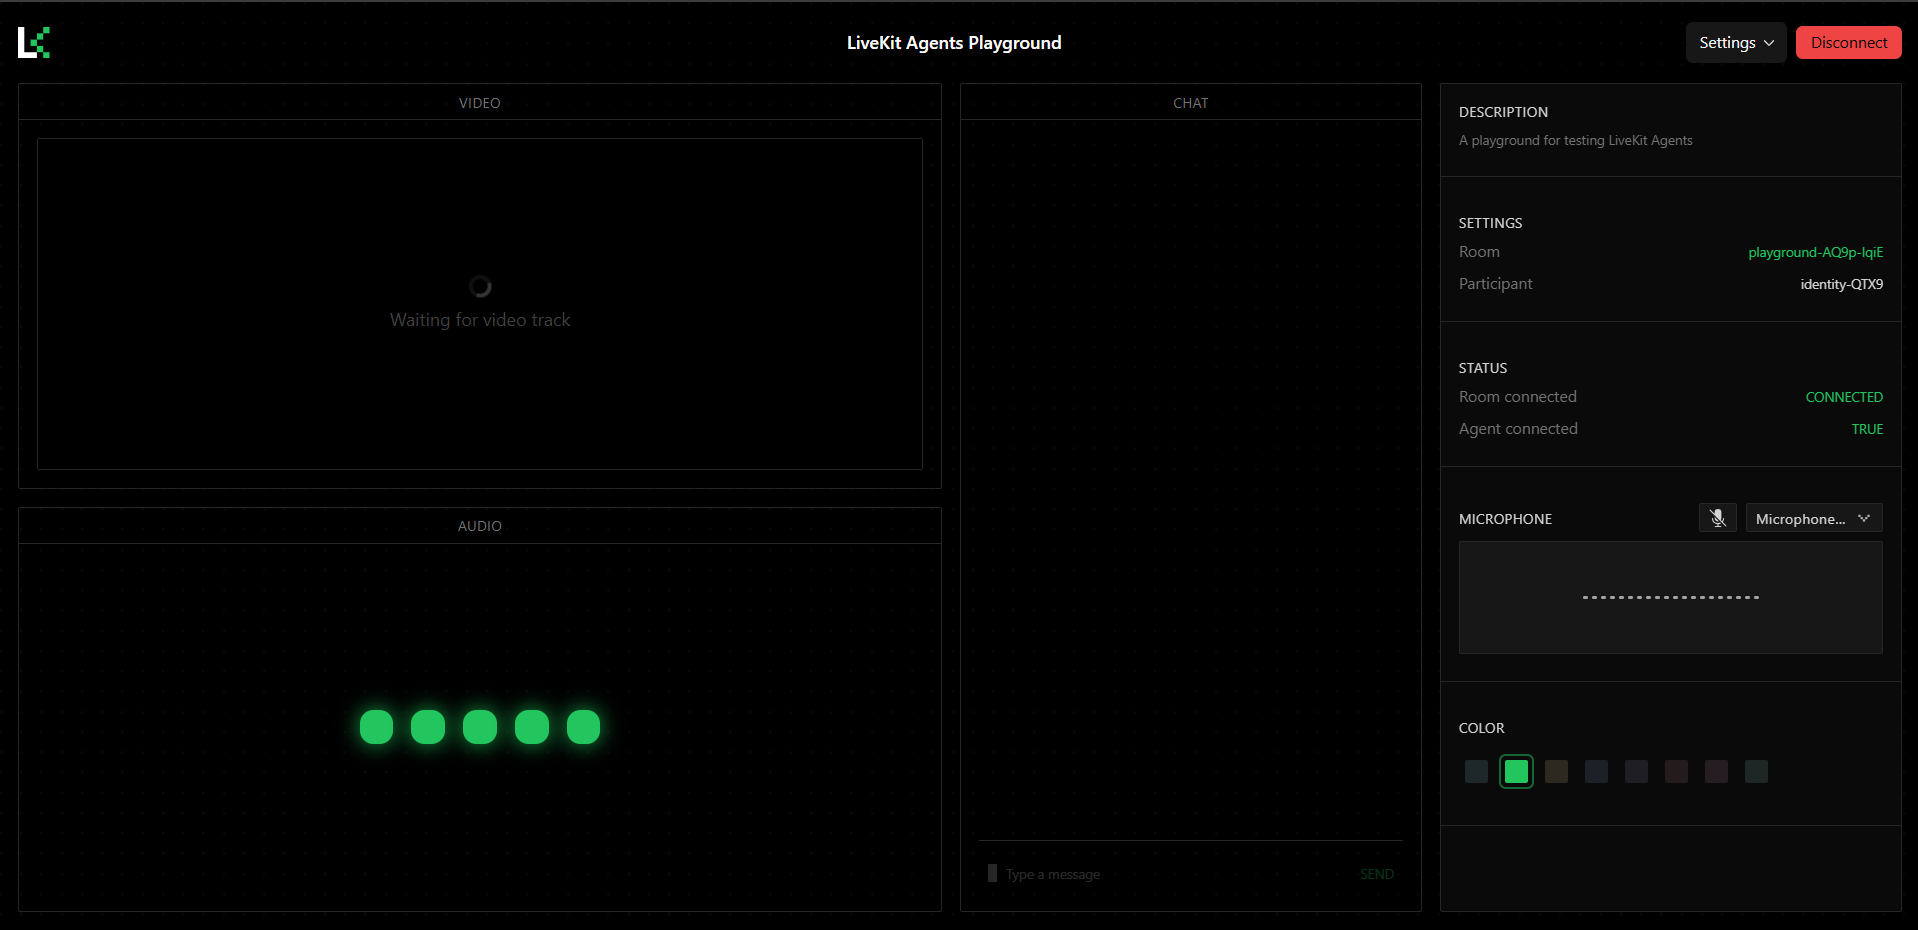 LiveKit Agents Playground
Settings
Disconnect
VIDEO
Waiting for video track
AUDIO
CHAT
Type a message
SEND
DESCRIPTION
A playground for testing LiveKit Agents
SETTINGS
Room playground-AQ9p-IqiE
Participant identity-QTX9
STATUS
Room connected CONNECTED
Agent connected TRUE
MICROPHONE Microphone...
COLOR